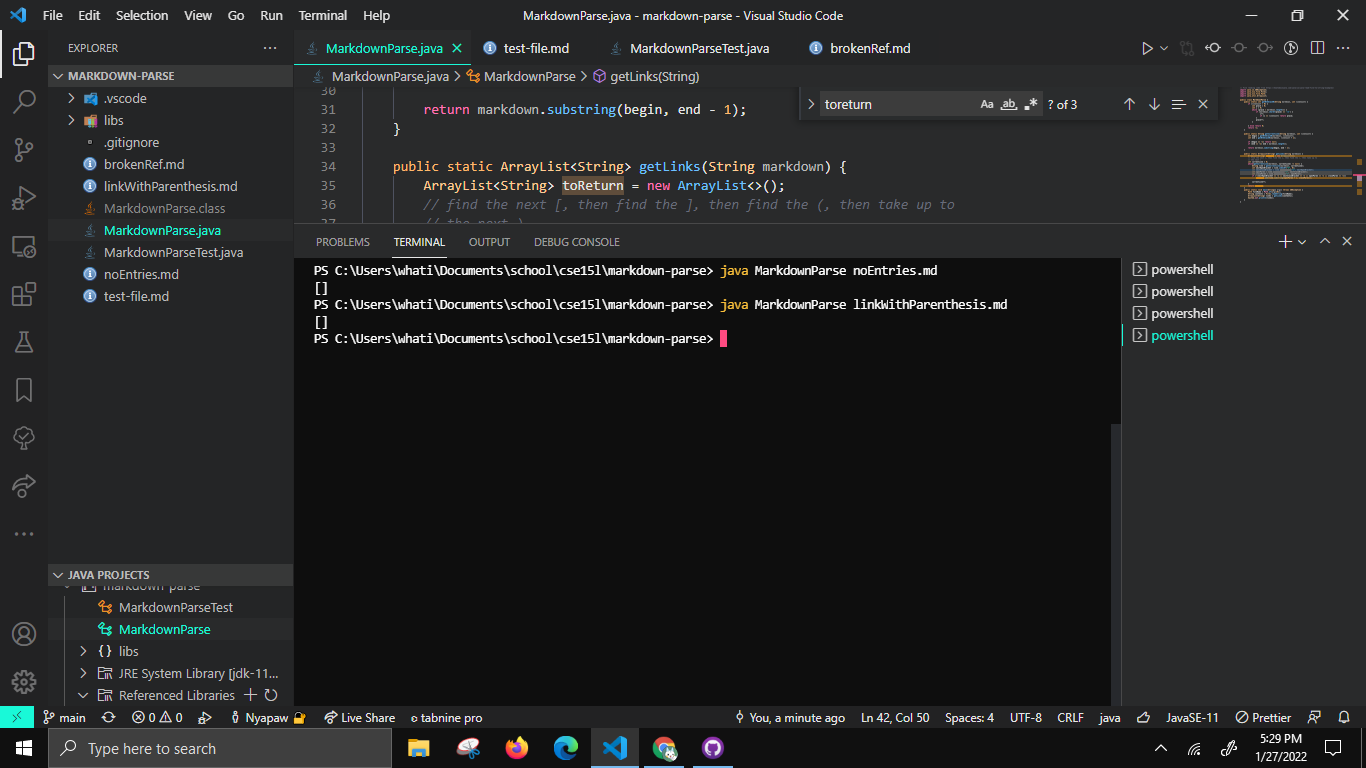 File Edit Selection View Go Run Terminal Help MarkdownParse.java - markdown-parse - Visual Studio Code
EXPLORER
MARKDOWN-PARSE
.vscode
libs
.gitignore
brokenRef.md
linkWithParenthesis.md
MarkdownParse.class
MarkdownParse.java
MarkdownParseTest.java
noEntries.md
test-file.md
JAVA PROJECTS
markdown-parse
MarkdownParseTest
MarkdownParse
{} libs
JRE System Library [jdk-11...
Referenced Libraries
MarkdownParse.java test-file.md MarkdownParseTest.java brokenRef.md
MarkdownParse.java > MarkdownParse > getLinks(String)
toreturn Aa ab ? of 3
30
31 return markdown.substring(begin, end - 1);
32 }
33
34 public static ArrayList<String> getLinks(String markdown) {
35 ArrayList<String> toReturn = new ArrayList<>();
36 // find the next [, then find the ], then find the (, then take up to
37 // the next )
PROBLEMS TERMINAL OUTPUT DEBUG CONSOLE
PS C:\Users\whati\Documents\school\cse15l\markdown-parse> java MarkdownParse noEntries.md
[]
PS C:\Users\whati\Documents\school\cse15l\markdown-parse> java MarkdownParse linkWithParenthesis.md
[]
PS C:\Users\whati\Documents\school\cse15l\markdown-parse>
powershell
powershell
powershell
powershell
main 0 0 Nyapaw Live Share tabnine pro You, a minute ago Ln 42, Col 50 Spaces: 4 UTF-8 CRLF java JavaSE-11 Prettier
Type here to search
5:29 PM
1/27/2022